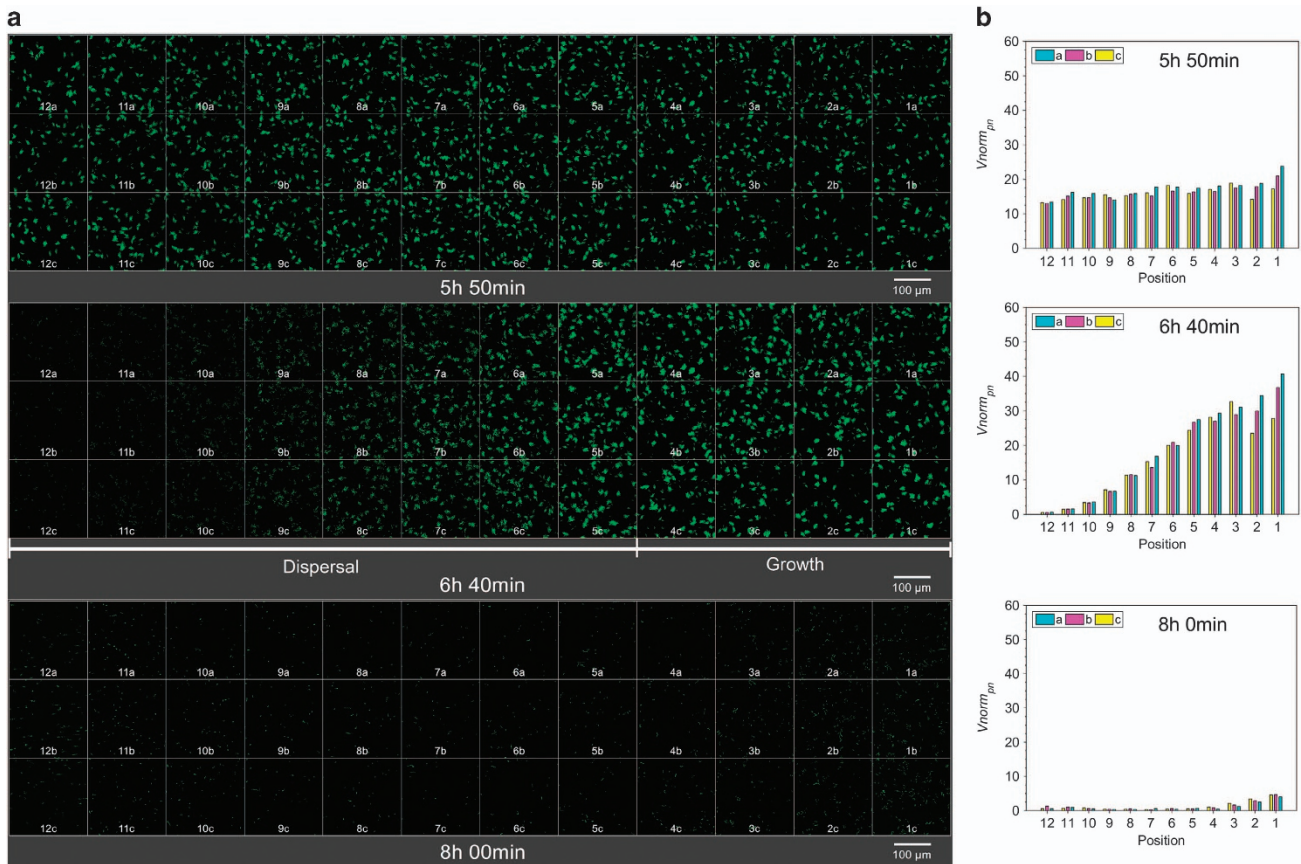 a
12a 11a 10a 9a 8a 7a 6a 5a 4a 3a 2a 1a
12b 11b 10b 9b 8b 7b 6b 5b 4b 3b 2b 1b
12c 11c 10c 9c 8c 7c 6c 5c 4c 3c 2c 1c
5h 50min
100 µm
12a 11a 10a 9a 8a 7a 6a 5a 4a 3a 2a 1a
12b 11b 10b 9b 8b 7b 6b 5b 4b 3b 2b 1b
12c 11c 10c 9c 8c 7c 6c 5c 4c 3c 2c 1c
Dispersal Growth
6h 40min
100 µm
12a 11a 10a 9a 8a 7a 6a 5a 4a 3a 2a 1a
12b 11b 10b 9b 8b 7b 6b 5b 4b 3b 2b 1b
12c 11c 10c 9c 8c 7c 6c 5c 4c 3c 2c 1c
8h 00min
100 µm
b
60
50
40
30
20
10
0
Vnormpn
a b c
5h 50min
12 11 10 9 8 7 6 5 4 3 2 1
Position
60
50
40
30
20
10
0
Vnormpn
a b c
6h 40min
12 11 10 9 8 7 6 5 4 3 2 1
Position
60
50
40
30
20
10
0
Vnormpn
a b c
8h 0min
12 11 10 9 8 7 6 5 4 3 2 1
Position